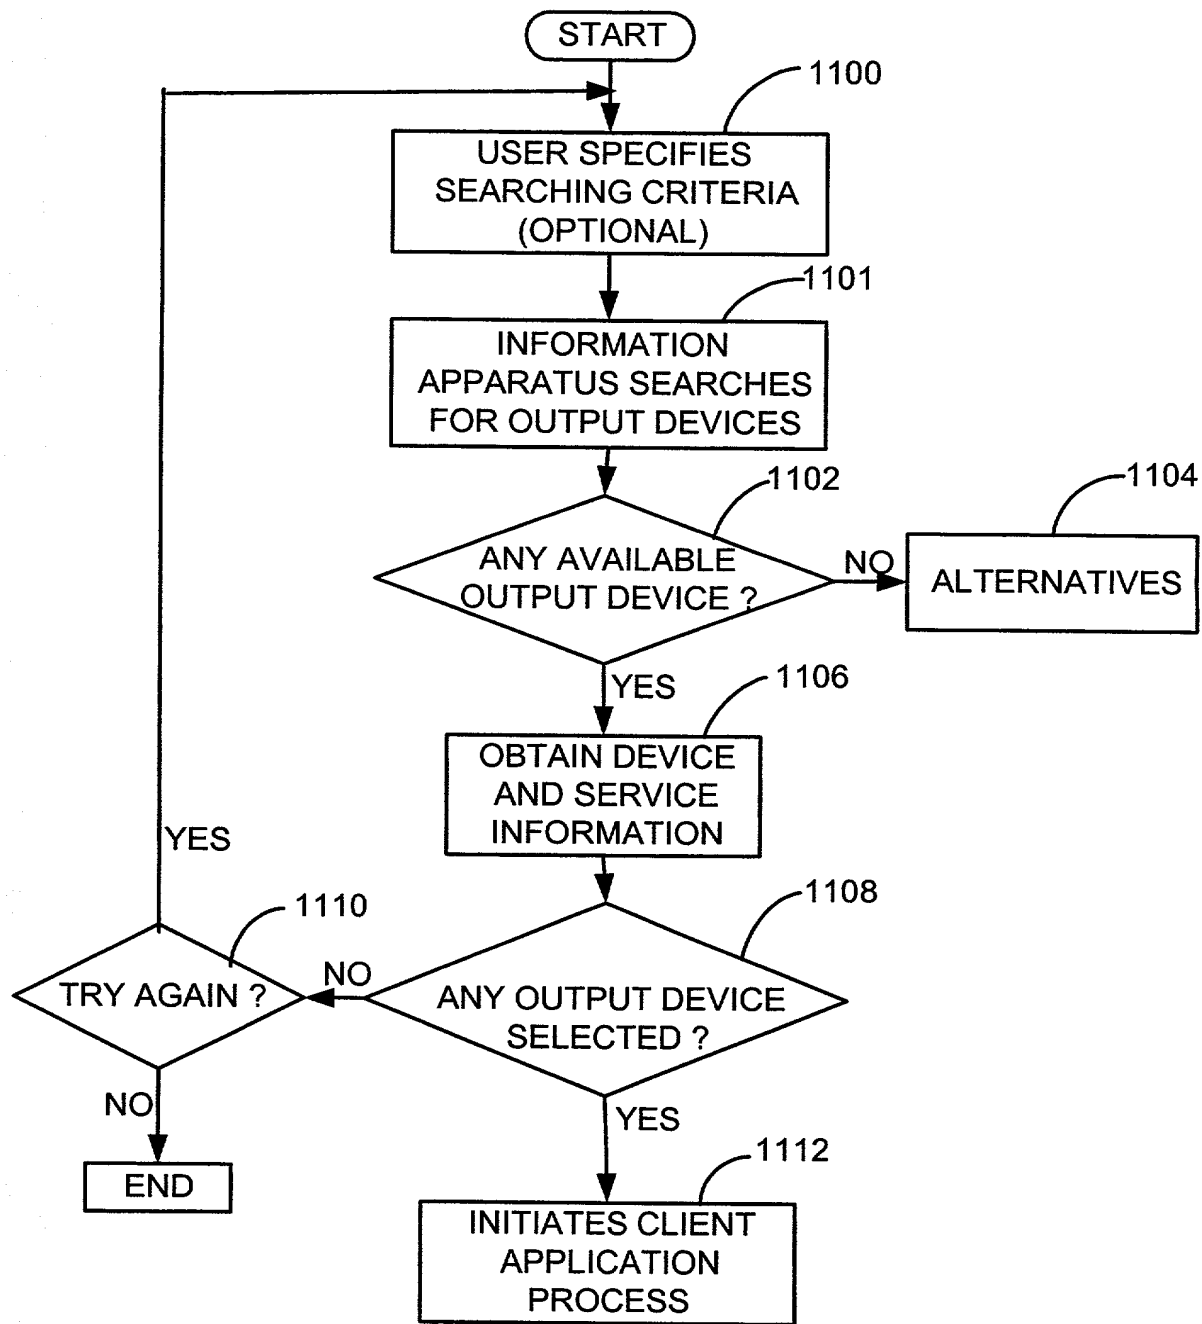 START
1100
USER SPECIFIES
SEARCHING CRITERIA
(OPTIONAL)
1101
INFORMATION
APPARATUS SEARCHES
FOR OUTPUT DEVICES
1102
1104
ANY AVAILABLE
OUTPUT DEVICE ?
NO
ALTERNATIVES
YES
1106
OBTAIN DEVICE
AND SERVICE
INFORMATION
YES
1108
1110
TRY AGAIN ?
NO
ANY OUTPUT DEVICE
SELECTED ?
NO
YES
END
1112
INITIATES CLIENT
APPLICATION
PROCESS